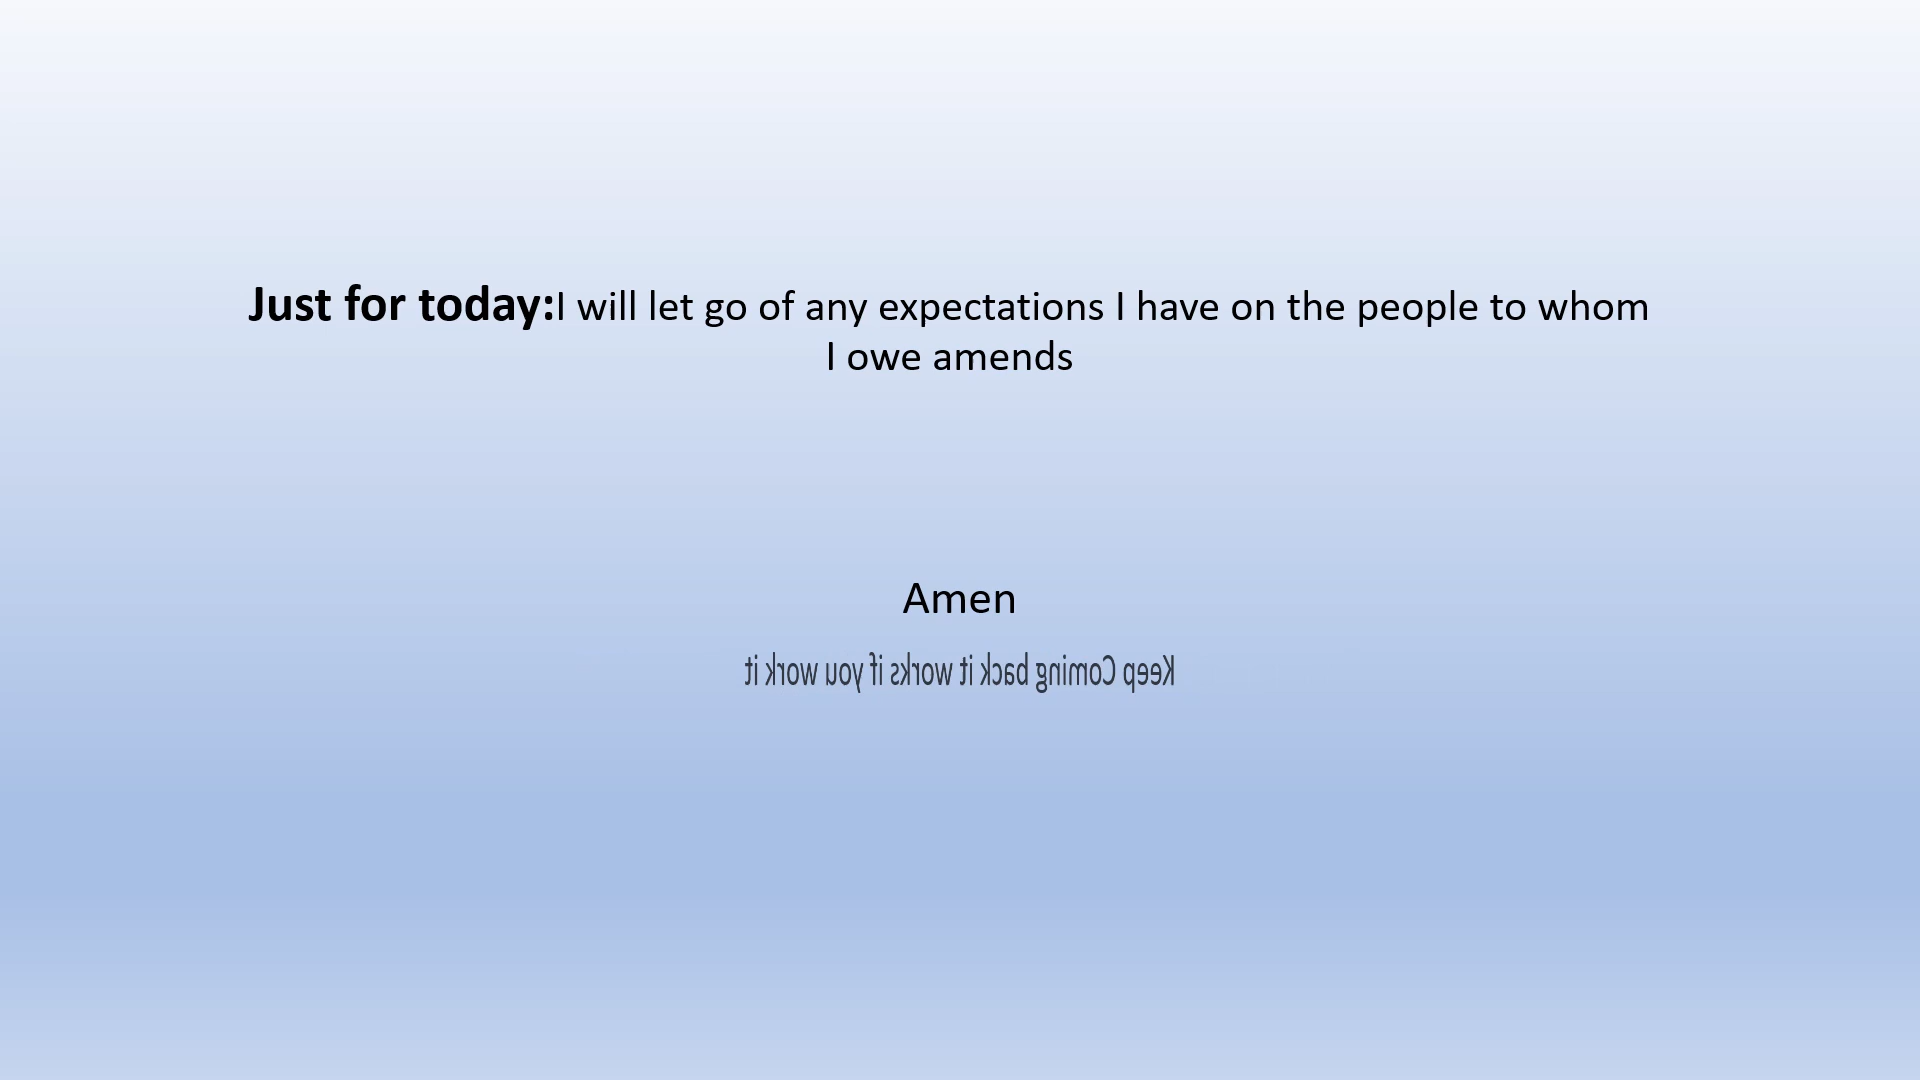 Just for today:I will let go of any expectations I have on the people to whom
I owe amends
Amen
Keep Coming back it works if you work it